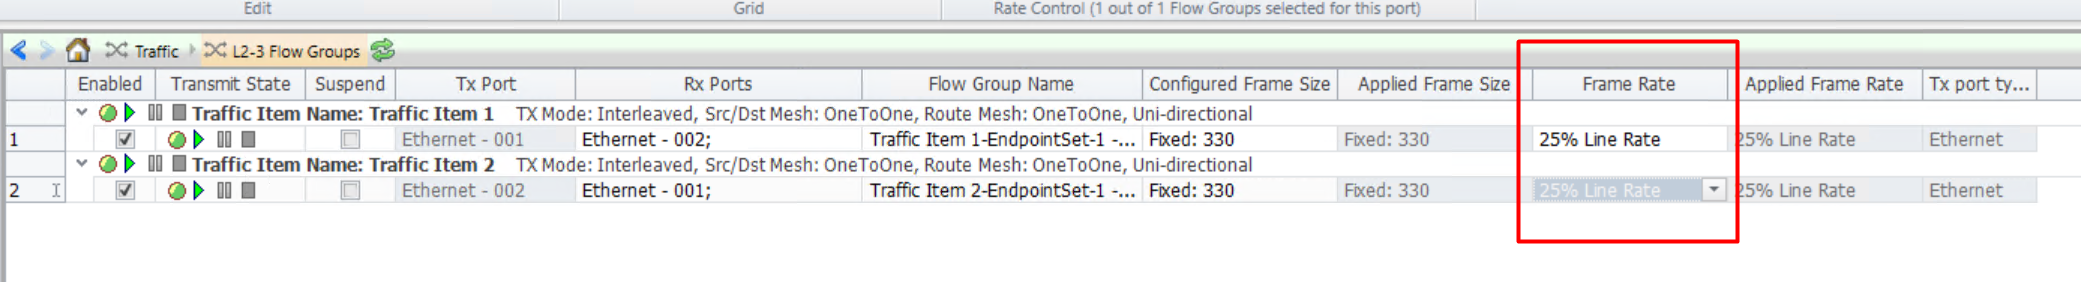 Edit Grid Rate Control (1 out of 1 Flow Groups selected for this port)
Traffic L2-3 Flow Groups
Enabled Transmit State Suspend Tx Port Rx Ports Flow Group Name Configured Frame Size Applied Frame Size Frame Rate Applied Frame Rate Tx port ty...
Traffic Item Name: Traffic Item 1 TX Mode: Interleaved, Src/Dst Mesh: OneToOne, Route Mesh: OneToOne, Uni-directional
1 Ethernet - 001 Ethernet - 002; Traffic Item 1-EndpointSet-1 -... Fixed: 330 Fixed: 330 25% Line Rate 25% Line Rate Ethernet
Traffic Item Name: Traffic Item 2 TX Mode: Interleaved, Src/Dst Mesh: OneToOne, Route Mesh: OneToOne, Uni-directional
2 Ethernet - 002 Ethernet - 001; Traffic Item 2-EndpointSet-1 -... Fixed: 330 Fixed: 330 25% Line Rate 25% Line Rate Ethernet